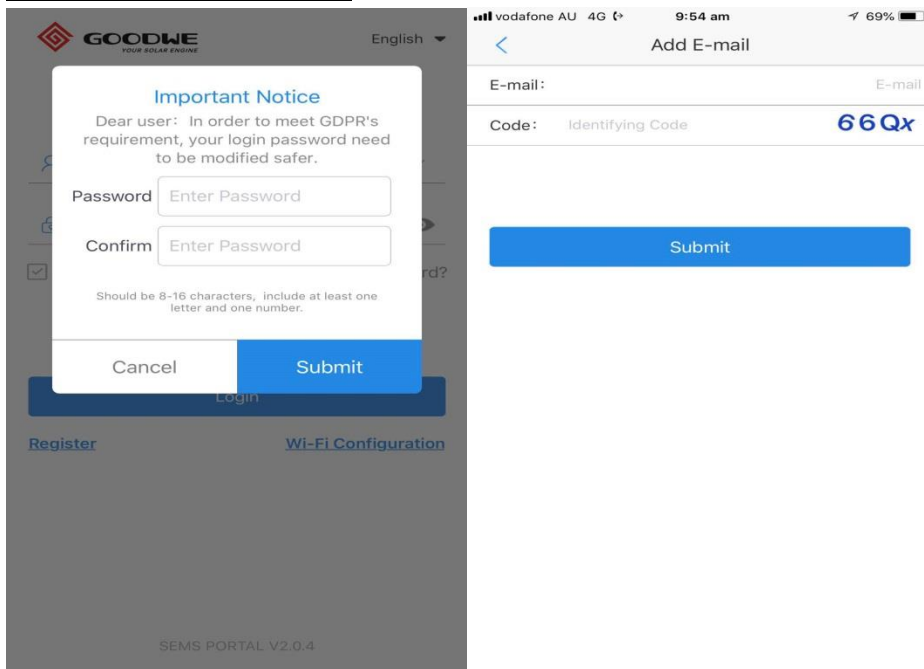 GOODWE
YOUR SOLAR ENGINE
English
Important Notice
Dear user: In order to meet GDPR's
requirement, your login password need
to be modified safer.
Password Enter Password
Confirm Enter Password
rd?
Should be 8-16 characters, include at least one
letter and one number.
Cancel Submit
Login
Register Wi-Fi Configuration
SEMS PORTAL V2.0.4
vodafone AU 4G 9:54 am 69%
Add E-mail
E-mail: E-mail
Code: Identifying Code 66Qx
Submit